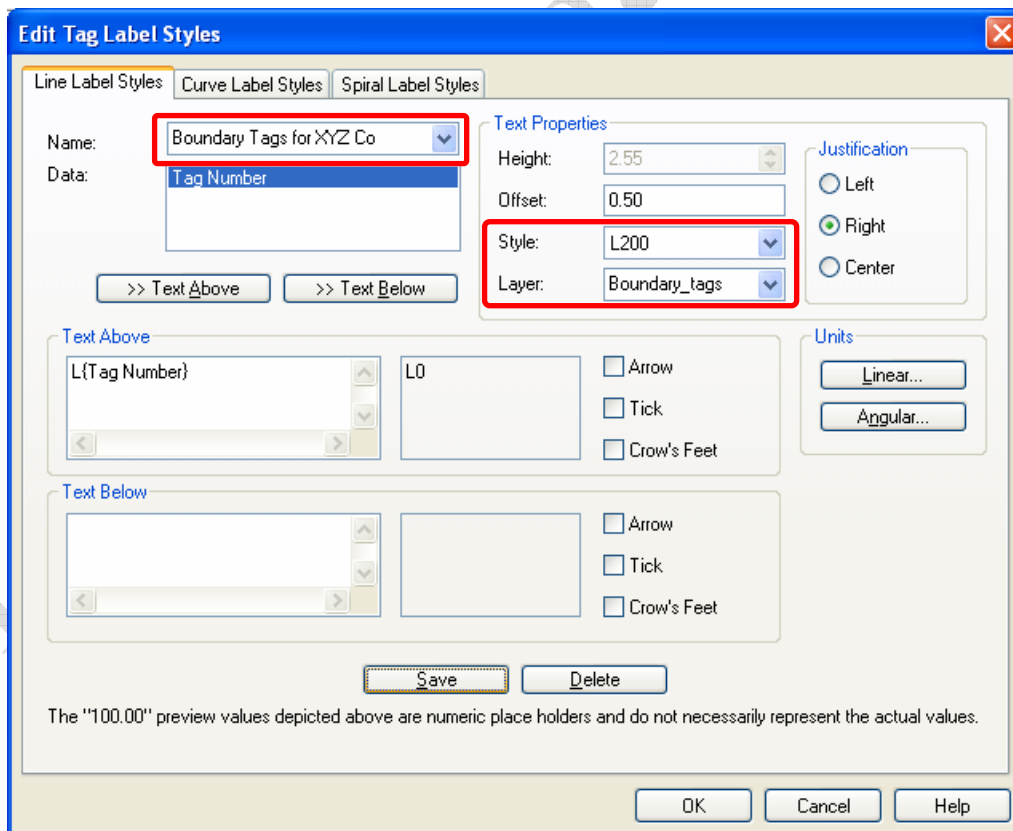 Edit Tag Label Styles
Line Label Styles Curve Label Styles Spiral Label Styles
Name: Boundary Tags for XYZ Co
Data: Tag Number
>> Text Above >> Text Below
Text Properties
Height: 2.55
Offset: 0.50
Style: L200
Layer: Boundary_tags
Justification
Left
Right
Center
Text Above
L{Tag Number} L0
Arrow
Tick
Crow's Feet
Units
Linear...
Angular...
Text Below
Arrow
Tick
Crow's Feet
Save Delete
The "100.00" preview values depicted above are numeric place holders and do not necessarily represent the actual values.
OK Cancel Help